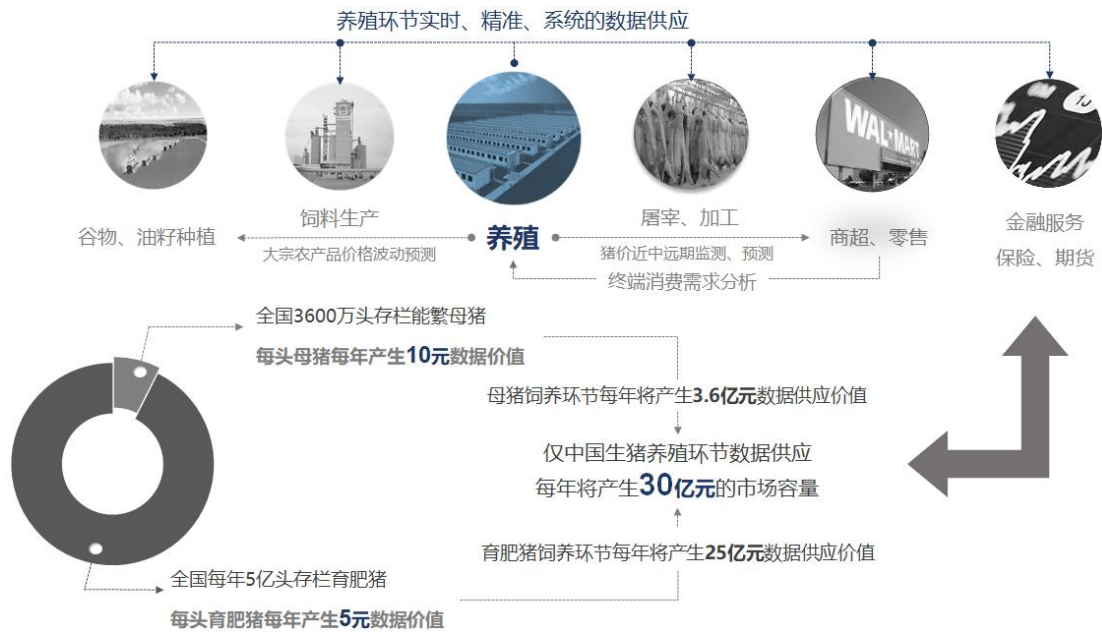 养殖环节实时、精准、系统的数据供应
WAL★MART
谷物、油籽种植
饲料生产
养殖
屠宰、加工
商超、零售
金融服务
保险、期货
大宗农产品价格波动预测
猪价近中远期监测、预测
终端消费需求分析
全国3600万头存栏能繁母猪
每头母猪每年产生10元数据价值
母猪饲养环节每年将产生3.6亿元数据供应价值
仅中国生猪养殖环节数据供应
每年将产生30亿元的市场容量
育肥猪饲养环节每年将产生25亿元数据供应价值
全国每年5亿头存栏育肥猪
每头育肥猪每年产生5元数据价值